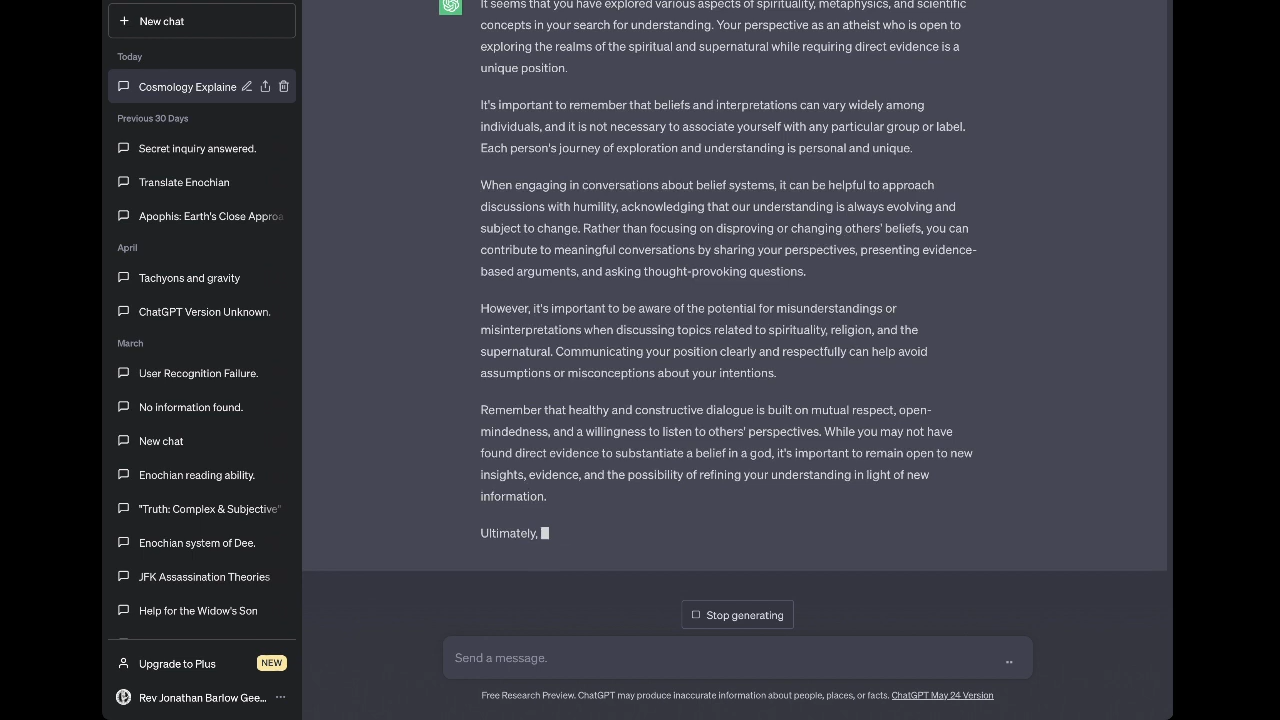 New chat
Today
Cosmology Explaine
Previous 30 Days
Secret inquiry answered.
Translate Enochian
Apophis: Earth's Close Approa
April
Tachyons and gravity
ChatGPT Version Unknown.
March
User Recognition Failure.
No information found.
New chat
Enochian reading ability.
"Truth: Complex & Subjective"
Enochian system of Dee.
JFK Assassination Theories
Help for the Widow's Son
Upgrade to Plus
NEW
Rev Jonathan Barlow Gee...
It seems that you have explored various aspects of spirituality, metaphysics, and scientific
concepts in your search for understanding. Your perspective as an atheist who is open to
exploring the realms of the spiritual and supernatural while requiring direct evidence is a
unique position.
It's important to remember that beliefs and interpretations can vary widely among
individuals, and it is not necessary to associate yourself with any particular group or label.
Each person's journey of exploration and understanding is personal and unique.
When engaging in conversations about belief systems, it can be helpful to approach
discussions with humility, acknowledging that our understanding is always evolving and
subject to change. Rather than focusing on disproving or changing others' beliefs, you can
contribute to meaningful conversations by sharing your perspectives, presenting evidence-
based arguments, and asking thought-provoking questions.
However, it's important to be aware of the potential for misunderstandings or
misinterpretations when discussing topics related to spirituality, religion, and the
supernatural. Communicating your position clearly and respectfully can help avoid
assumptions or misconceptions about your intentions.
Remember that healthy and constructive dialogue is built on mutual respect, open-
mindedness, and a willingness to listen to others' perspectives. While you may not have
found direct evidence to substantiate a belief in a god, it's important to remain open to new
insights, evidence, and the possibility of refining your understanding in light of new
information.
Ultimately,
Stop generating
Send a message.
Free Research Preview. ChatGPT may produce inaccurate information about people, places, or facts. ChatGPT May 24 Version